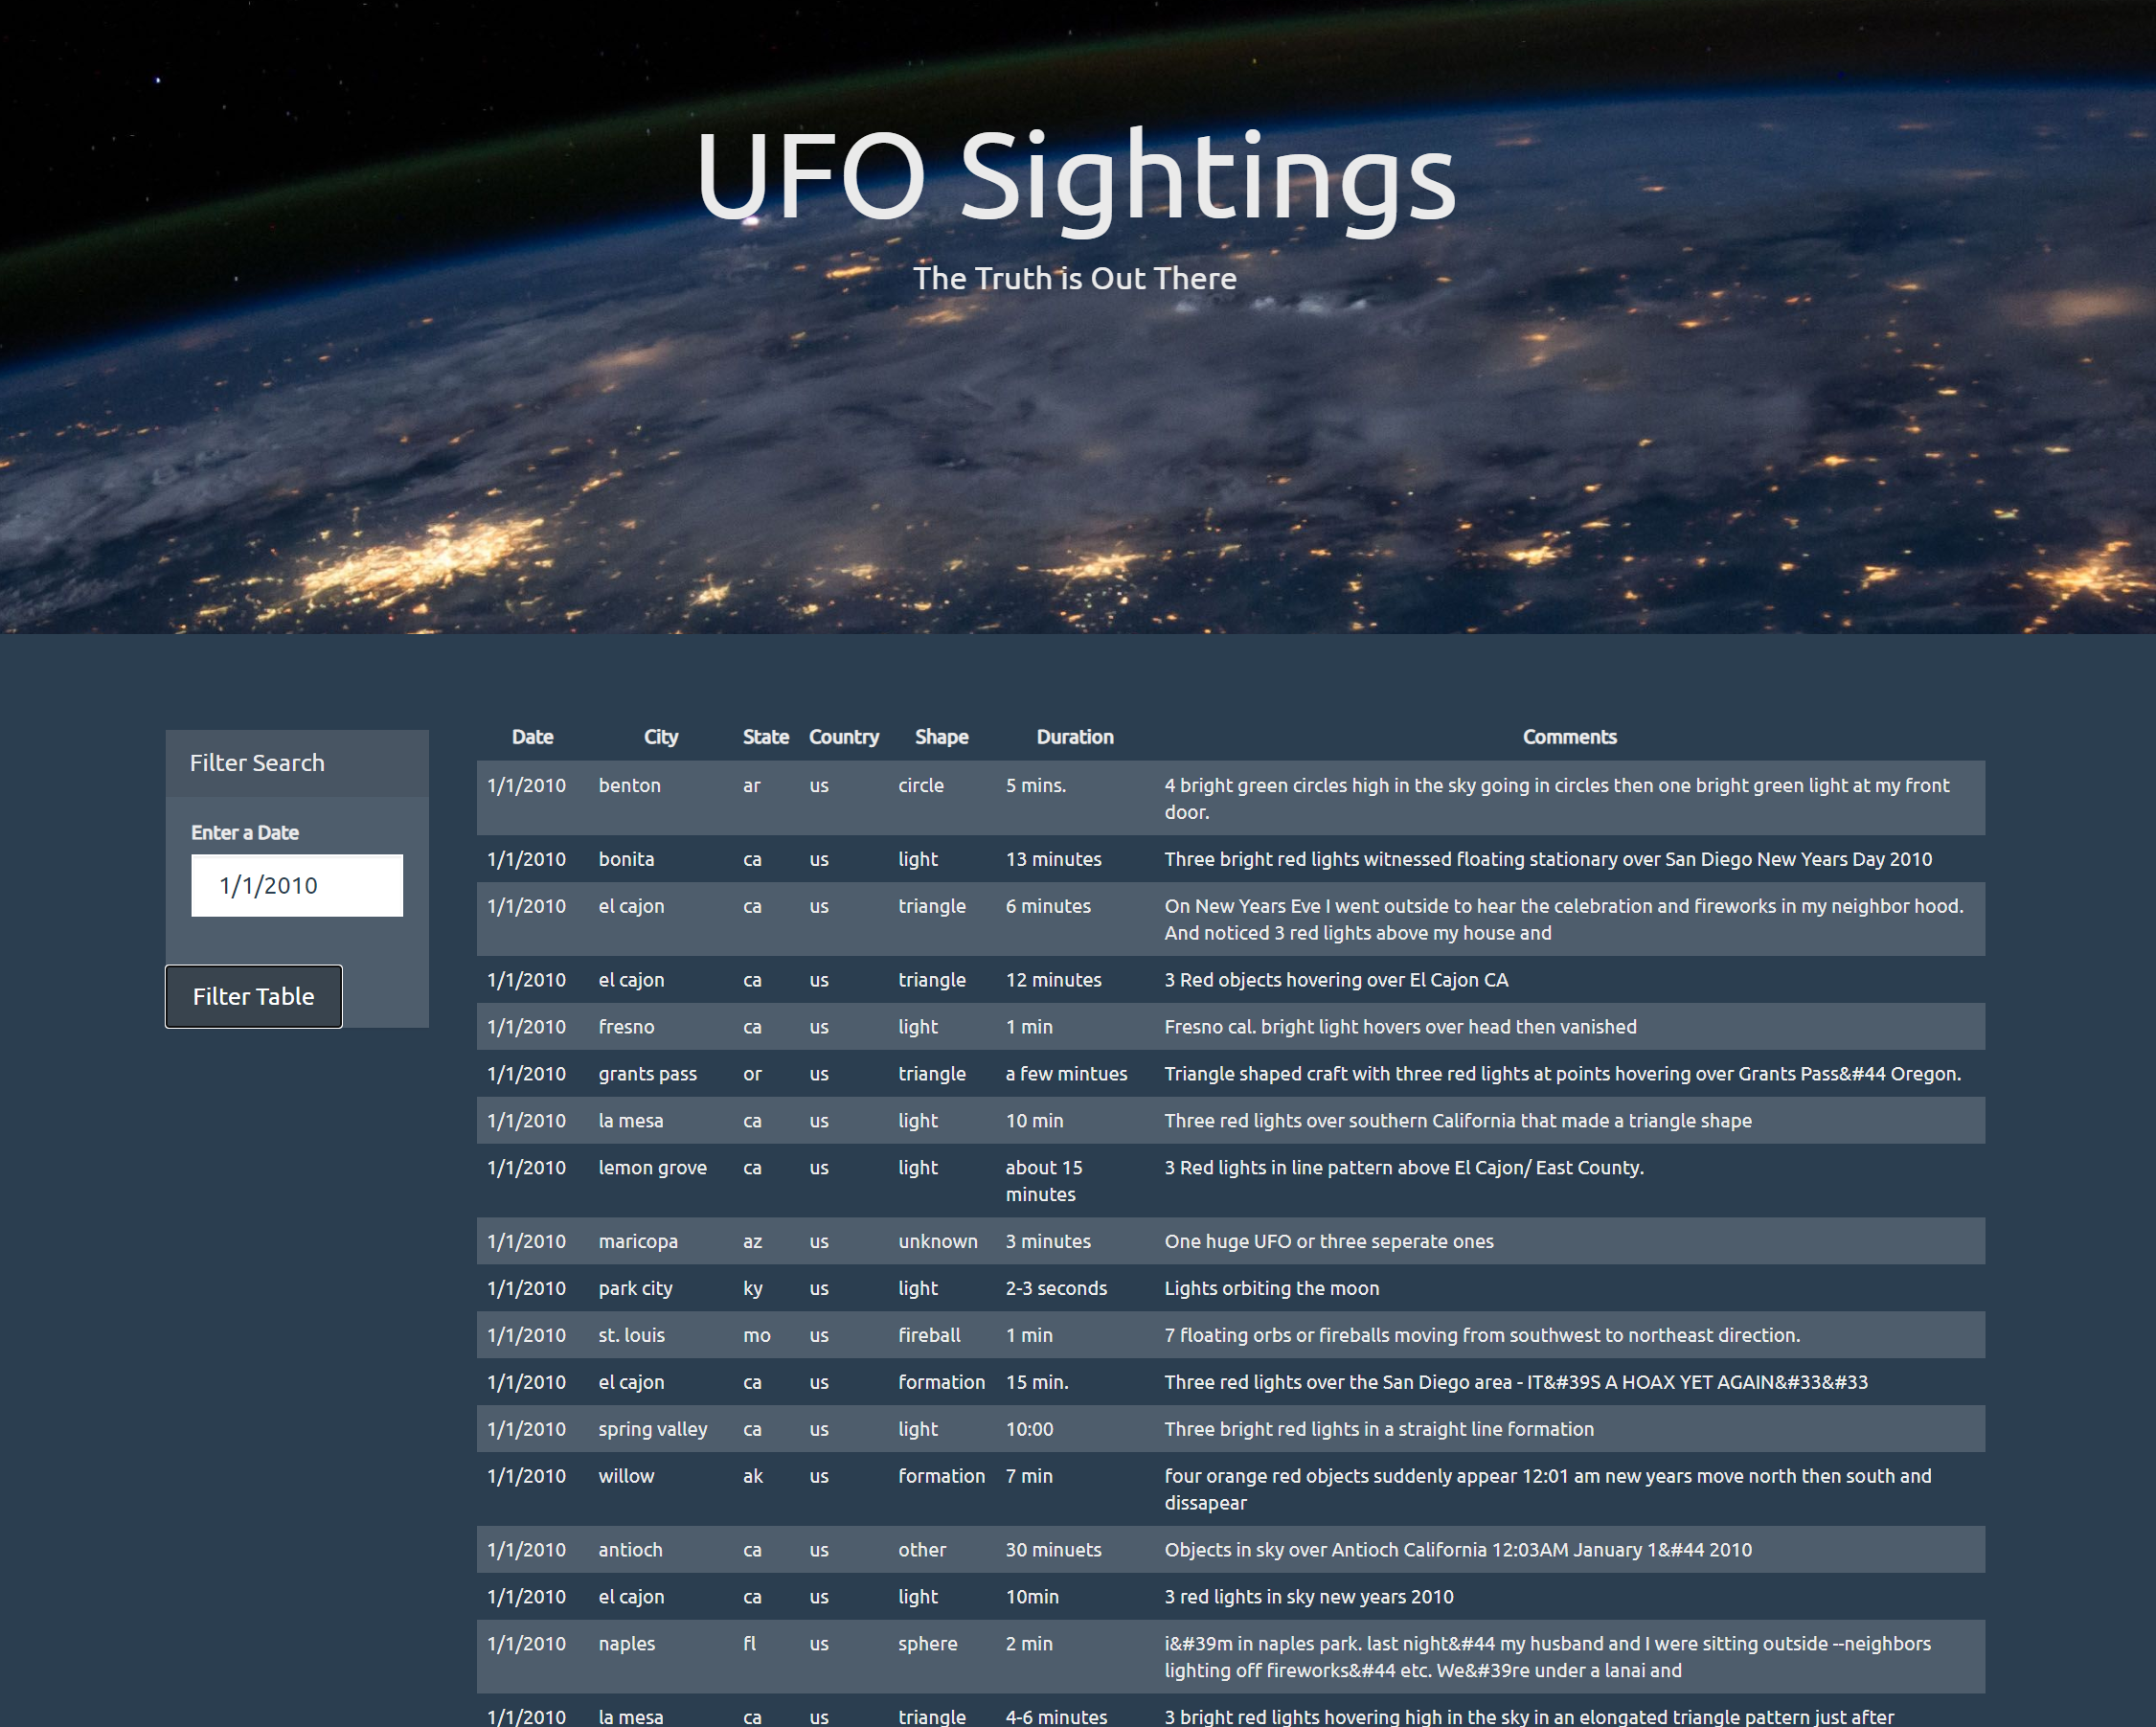 UFO Sightings
The Truth is Out There
Filter Search
Enter a Date
1/1/2010
Filter Table
Date City State Country Shape Duration Comments
1/1/2010 benton ar us circle 5 mins. 4 bright green circles high in the sky going in circles then one bright green light at my front
door.
1/1/2010 bonita ca us light 13 minutes Three bright red lights witnessed floating stationary over San Diego New Years Day 2010
1/1/2010 el cajon ca us triangle 6 minutes On New Years Eve I went outside to hear the celebration and fireworks in my neighbor hood.
And noticed 3 red lights above my house and
1/1/2010 el cajon ca us triangle 12 minutes 3 Red objects hovering over El Cajon CA
1/1/2010 fresno ca us light 1 min Fresno cal. bright light hovers over head then vanished
1/1/2010 grants pass or us triangle a few mintues Triangle shaped craft with three red lights at points hovering over Grants Pass&#44 Oregon.
1/1/2010 la mesa ca us light 10 min Three red lights over southern California that made a triangle shape
1/1/2010 lemon grove ca us light about 15 3 Red lights in line pattern above El Cajon/ East County.
minutes
1/1/2010 maricopa az us unknown 3 minutes One huge UFO or three seperate ones
1/1/2010 park city ky us light 2-3 seconds Lights orbiting the moon
1/1/2010 st. louis mo us fireball 1 min 7 floating orbs or fireballs moving from southwest to northeast direction.
1/1/2010 el cajon ca us formation 15 min. Three red lights over the San Diego area - IT&#39S A HOAX YET AGAIN&#33&#33
1/1/2010 spring valley ca us light 10:00 Three bright red lights in a straight line formation
1/1/2010 willow ak us formation 7 min four orange red objects suddenly appear 12:01 am new years move north then south and
dissapear
1/1/2010 antioch ca us other 30 minuets Objects in sky over Antioch California 12:03AM January 1&#44 2010
1/1/2010 el cajon ca us light 10min 3 red lights in sky new years 2010
1/1/2010 naples fl us sphere 2 min i&#39m in naples park. last night&#44 my husband and I were sitting outside --neighbors
lighting off fireworks&#44 etc. We&#39re under a lanai and
1/1/2010 la mesa ca us triangle 4-6 minutes 3 bright red lights hovering high in the sky in an elongated triangle pattern just after